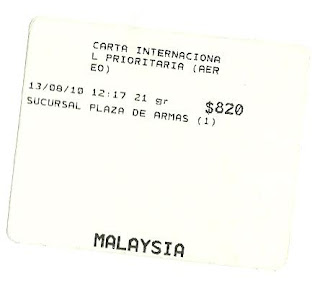 CARTA INTERNACIONA
L PRIORITARIA (AER
EO)
13/08/10 12:17 21 gr $820
SUCURSAL PLAZA DE ARMAS (1)
MALAYSIA